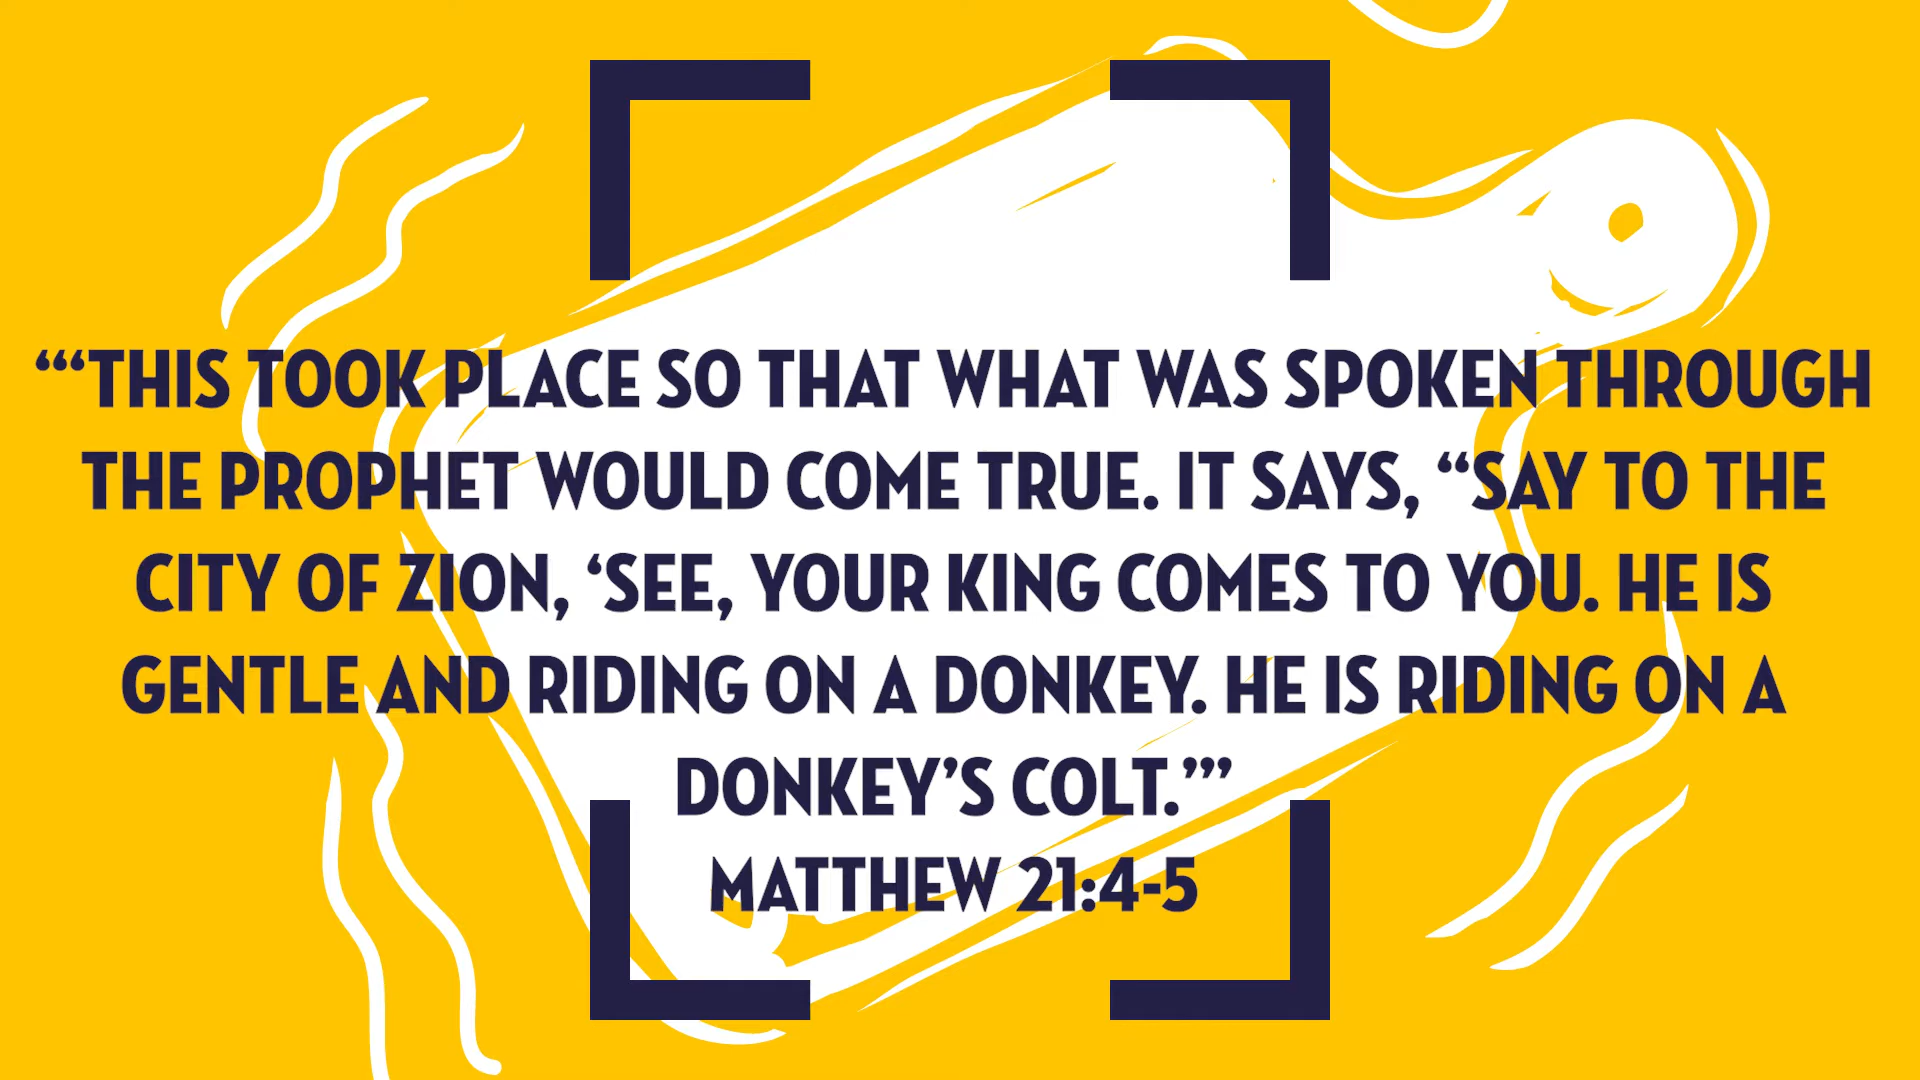 “‘“THIS TOOK PLACE SO THAT WHAT WAS SPOKEN THROUGH
THE PROPHET WOULD COME TRUE. IT SAYS, “SAY TO THE
CITY OF ZION, ‘SEE, YOUR KING COMES TO YOU. HE IS
GENTLE AND RIDING ON A DONKEY. HE IS RIDING ON A
DONKEY’S COLT.’”
MATTHEW 21:4-5